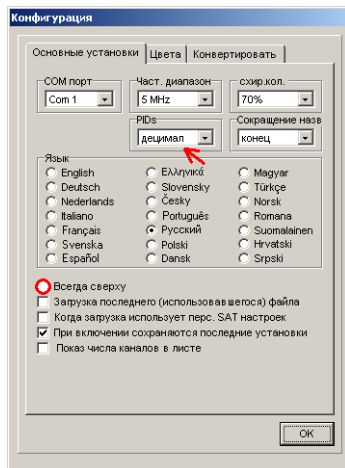 Конфигурация
Основные установки Цвета Конвертировать
COM порт Част. диапазон схир.кол.
Com 1 5 MHz 70%
PIDs Сокращение назв
децимал конец
Язык
English Ελληνικά Magyar
Deutsch Slovensky Türkçe
Nederlands Česky Norsk
Italiano Português Romana
Français Русский Suomalainen
Svenska Polski Hrvatski
Español Dansk Srpski
Всегда сверху
Загрузка последнего (использовавшегося) файла
Когда загрузка использует перс. SAT настроек
При включении сохраняются последние установки
Показ числа каналов в листе
OK